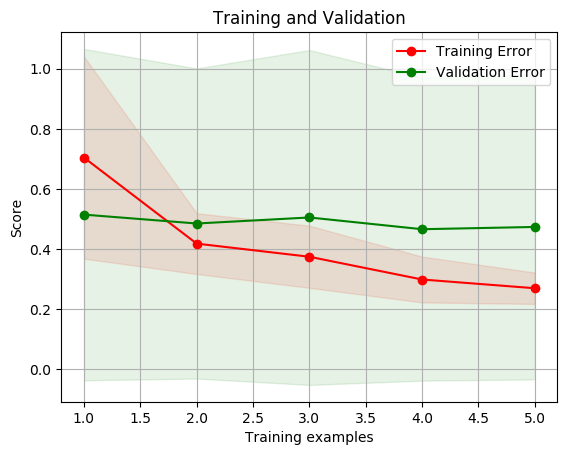 Training and Validation
Training Error
Validation Error
1.0
0.8
0.6
0.4
0.2
0.0
Score
1.0 1.5 2.0 2.5 3.0 3.5 4.0 4.5 5.0
Training examples